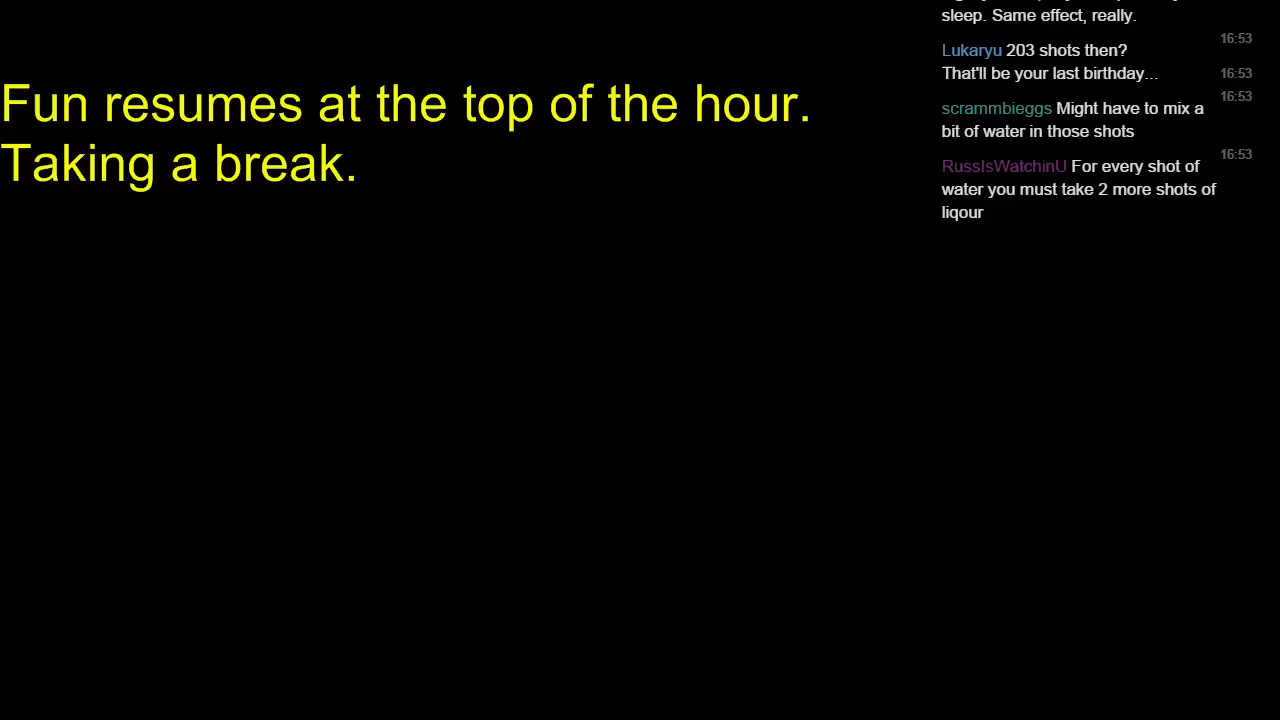 Fun resumes at the top of the hour.
Taking a break.
sleep. Same effect, really.
16:53
Lukaryu 203 shots then?
That'll be your last birthday...
16:53
16:53
scrammbieggs Might have to mix a
bit of water in those shots
16:53
RussIsWatchinU For every shot of
water you must take 2 more shots of
liqour